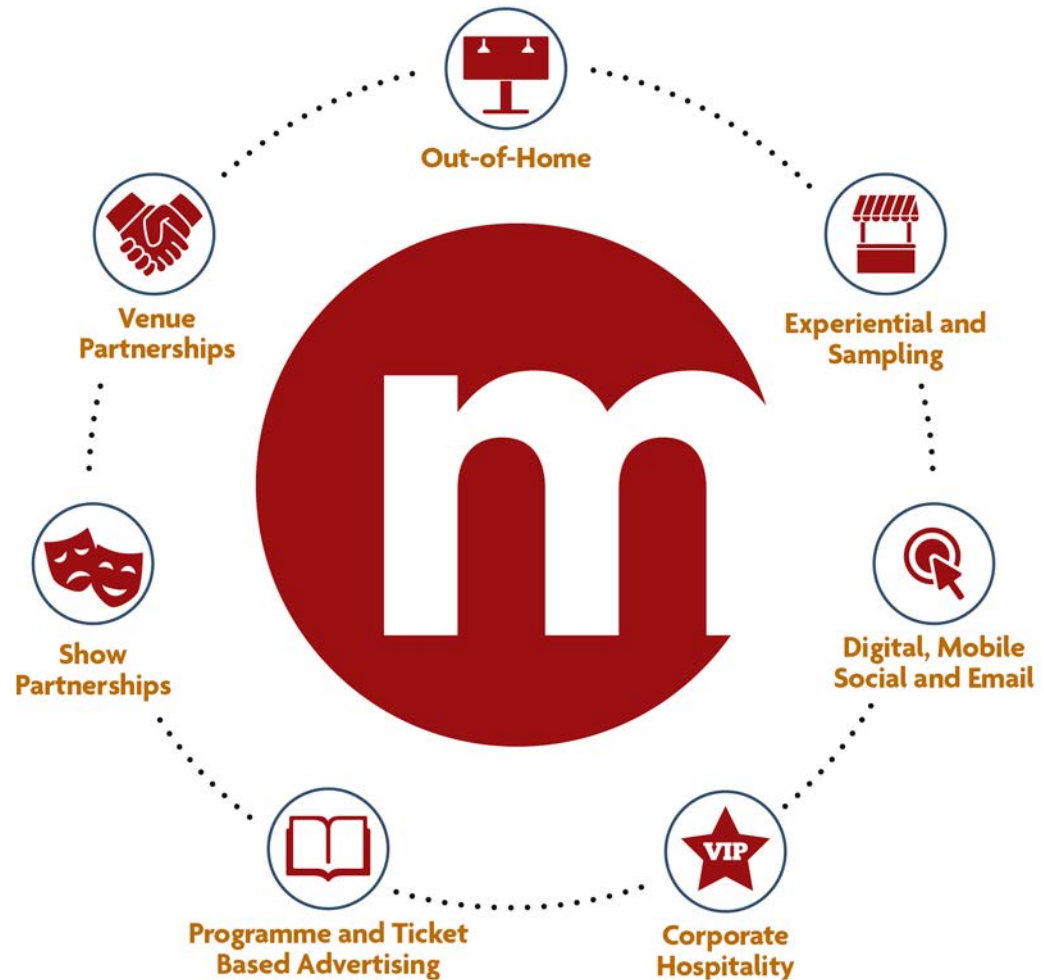 Out-of-Home
Experiential and
Sampling
Digital, Mobile
Social and Email
VIP
Corporate
Hospitality
Programme and Ticket
Based Advertising
Show
Partnerships
Venue
Partnerships
m